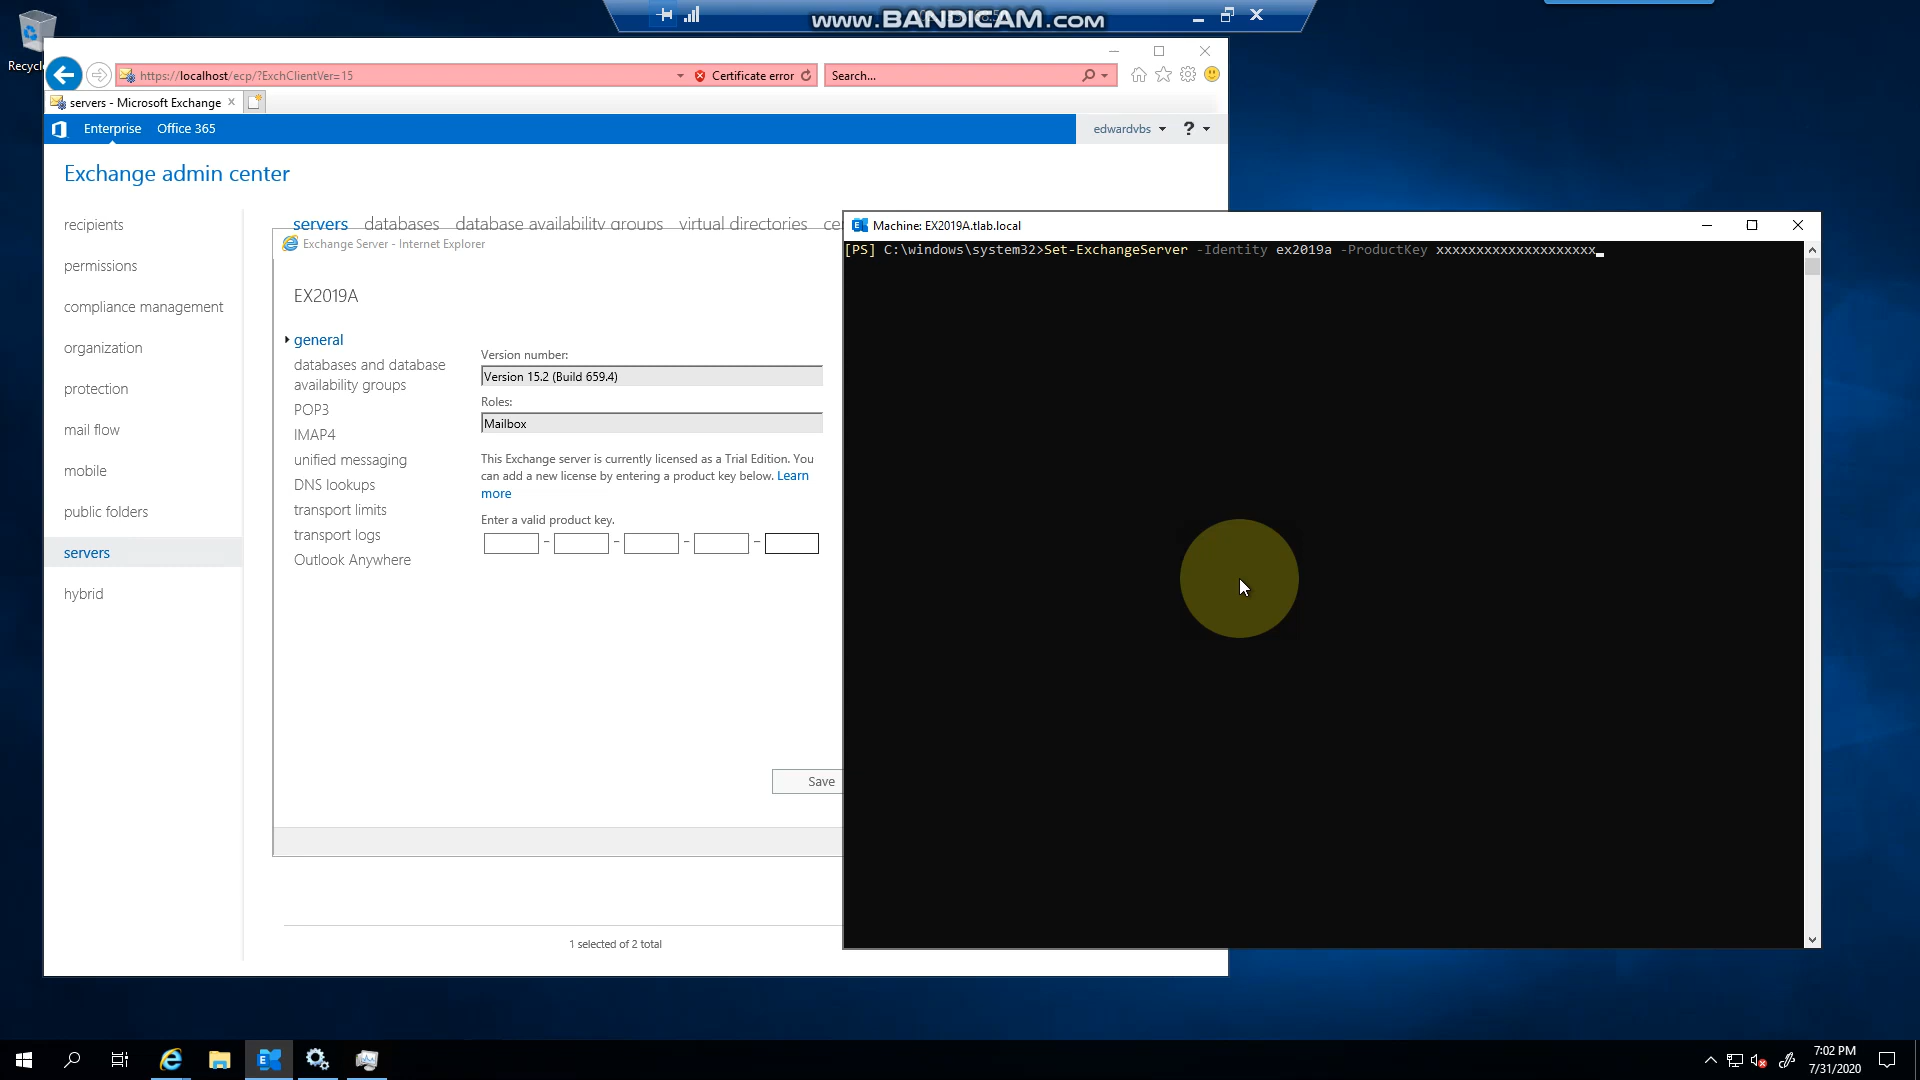 www.BANDICAM.com
Recycl
https://localhost/ecp/?ExchClientVer=15
Certificate error
Search...
servers - Microsoft Exchange
Enterprise Office 365
edwardvbs
?
Exchange admin center
recipients
permissions
compliance management
organization
protection
mail flow
mobile
public folders
servers
hybrid
servers databases database availability groups virtual directories ce
Exchange Server - Internet Explorer
EX2019A
general
databases and database
availability groups
POP3
IMAP4
unified messaging
DNS lookups
transport limits
transport logs
Outlook Anywhere
Version number:
Version 15.2 (Build 659.4)
Roles:
Mailbox
This Exchange server is currently licensed as a Trial Edition. You
can add a new license by entering a product key below. Learn
more
Enter a valid product key.
- - - -
Save
1 selected of 2 total
Machine: EX2019A.tlab.local
[PS] C:\windows\system32>Set-ExchangeServer -Identity ex2019a -ProductKey xxxxxxxxxxxxxxxxxxxx_
7:02 PM
7/31/2020